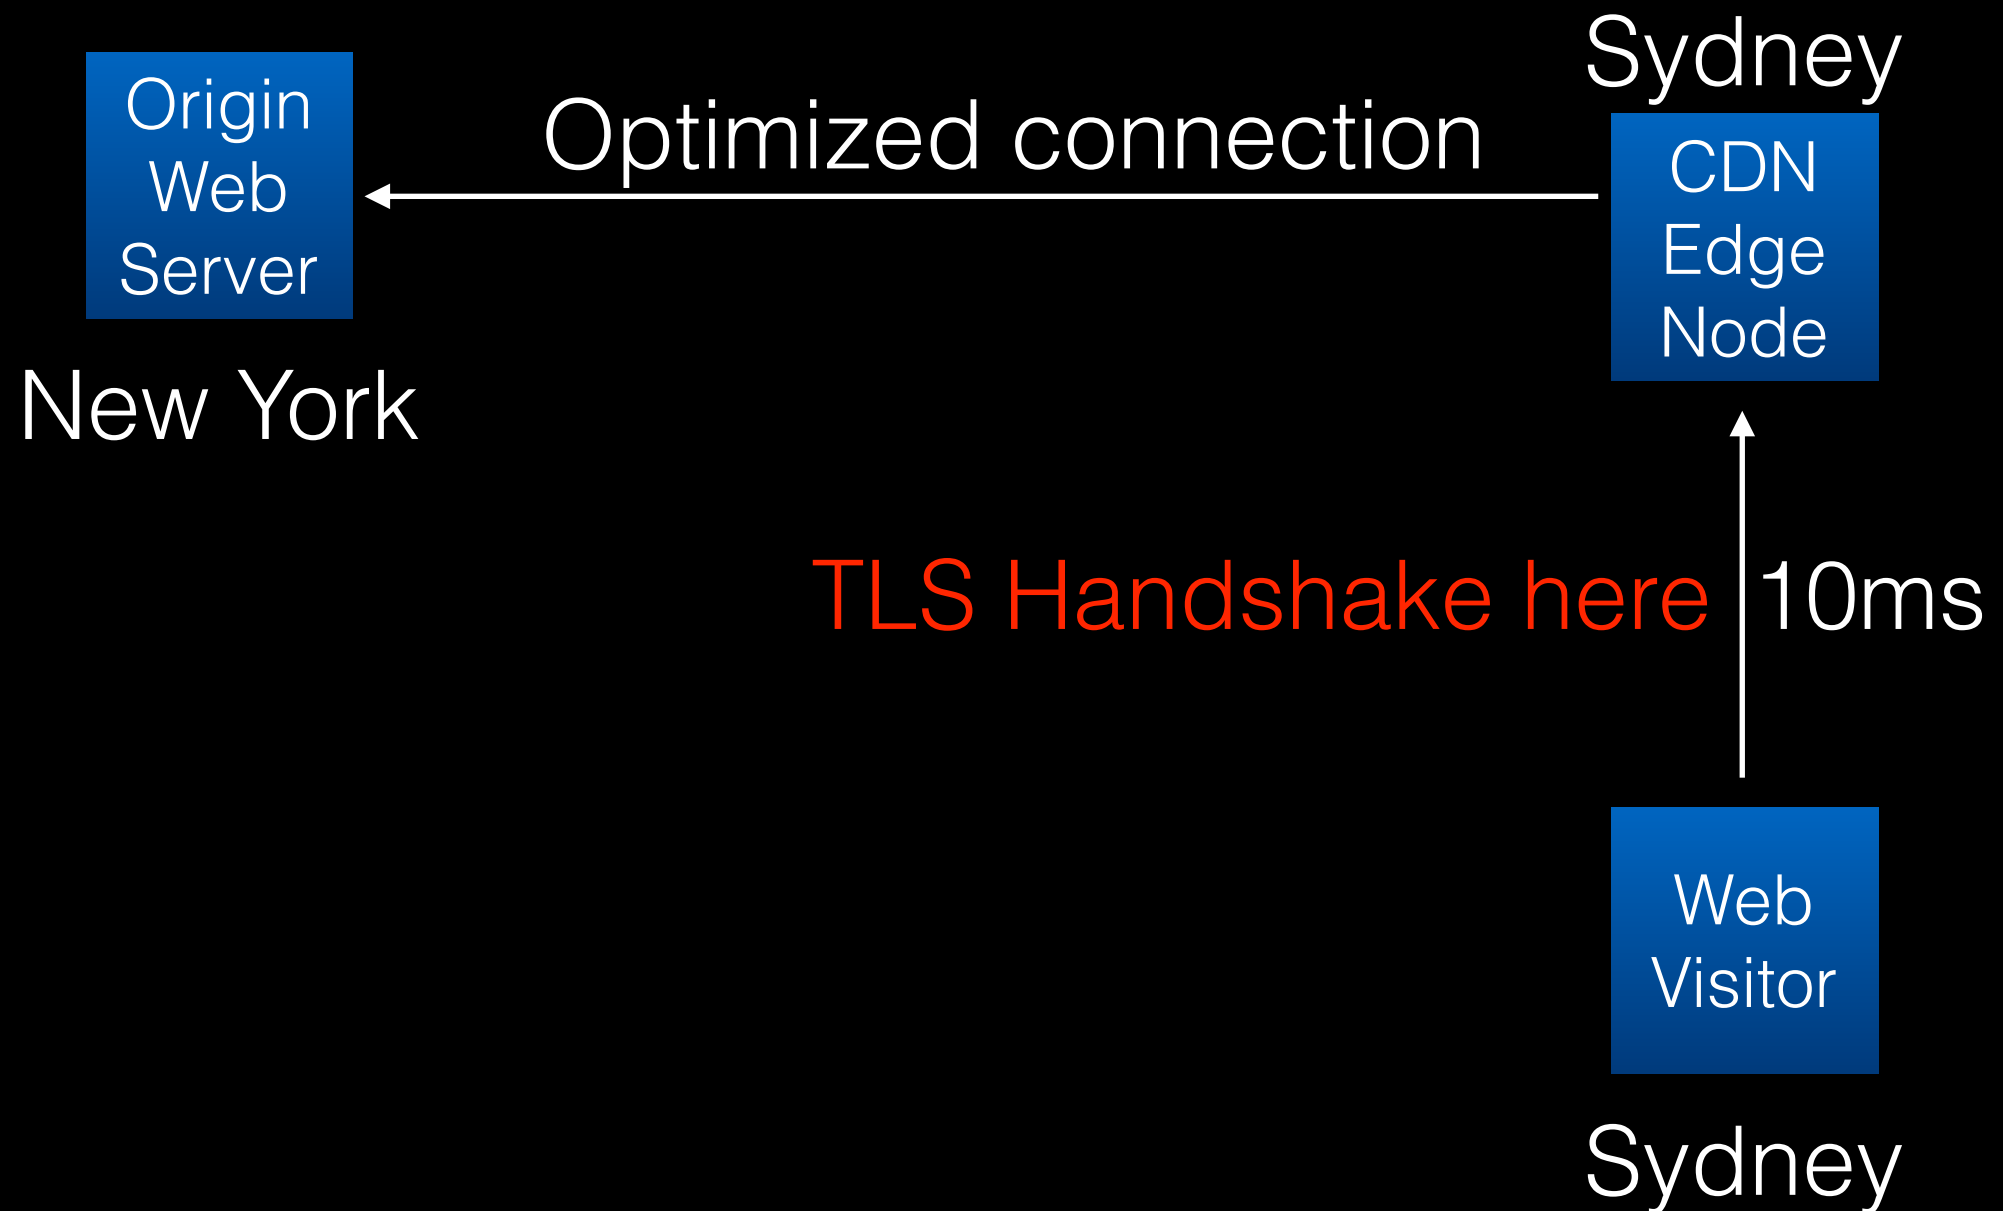 Origin
Web
Server
New York
Optimized connection
Sydney
CDN
Edge
Node
TLS Handshake here
10ms
Web
Visitor
Sydney